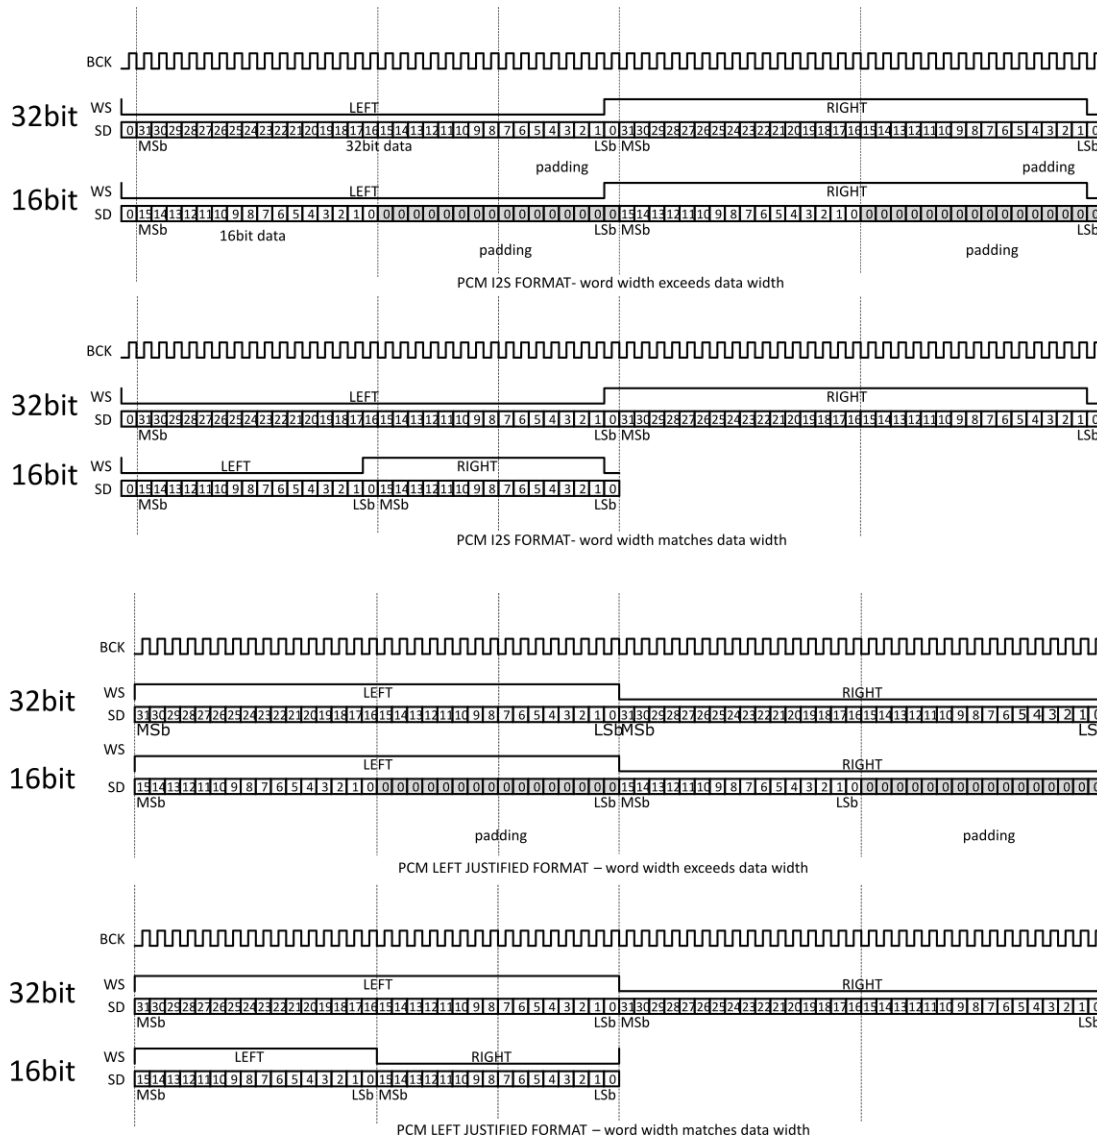 BCK
32bit WS LEFT RIGHT
SD 0 31 30 29 28 27 26 25 24 23 22 21 20 19 18 17 16 15 14 13 12 11 10 9 8 7 6 5 4 3 2 1 0 31 30 29 28 27 26 25 24 23 22 21 20 19 18 17 16 15 14 13 12 11 10 9 8 7 6 5 4 3 2 1 0
MSb 32bit data LSb MSb LSb
padding padding
16bit WS LEFT RIGHT
SD 0 15 14 13 12 11 10 9 8 7 6 5 4 3 2 1 0 0 0 0 0 0 0 0 0 0 0 0 0 0 0 0 0 15 14 13 12 11 10 9 8 7 6 5 4 3 2 1 0 0 0 0 0 0 0 0 0 0 0 0 0 0 0 0 0
MSb 16bit data LSb MSb LSb
padding padding
PCM I2S FORMAT- word width exceeds data width
BCK
32bit WS LEFT RIGHT
SD 0 31 30 29 28 27 26 25 24 23 22 21 20 19 18 17 16 15 14 13 12 11 10 9 8 7 6 5 4 3 2 1 0 31 30 29 28 27 26 25 24 23 22 21 20 19 18 17 16 15 14 13 12 11 10 9 8 7 6 5 4 3 2 1 0
MSb LSb MSb LSb
16bit WS LEFT RIGHT
SD 0 15 14 13 12 11 10 9 8 7 6 5 4 3 2 1 0 15 14 13 12 11 10 9 8 7 6 5 4 3 2 1 0
MSb LSb MSb LSb
PCM I2S FORMAT- word width matches data width
BCK
32bit WS LEFT RIGHT
SD 31 30 29 28 27 26 25 24 23 22 21 20 19 18 17 16 15 14 13 12 11 10 9 8 7 6 5 4 3 2 1 0 31 30 29 28 27 26 25 24 23 22 21 20 19 18 17 16 15 14 13 12 11 10 9 8 7 6 5 4 3 2 1 0
MSb LSb MSb LS
16bit WS LEFT RIGHT
SD 15 14 13 12 11 10 9 8 7 6 5 4 3 2 1 0 0 0 0 0 0 0 0 0 0 0 0 0 0 0 0 0 15 14 13 12 11 10 9 8 7 6 5 4 3 2 1 0 0 0 0 0 0 0 0 0 0 0 0 0 0 0 0 0
MSb LSb MSb LSb
padding padding
PCM LEFT JUSTIFIED FORMAT – word width exceeds data width
BCK
32bit WS LEFT RIGHT
SD 31 30 29 28 27 26 25 24 23 22 21 20 19 18 17 16 15 14 13 12 11 10 9 8 7 6 5 4 3 2 1 0 31 30 29 28 27 26 25 24 23 22 21 20 19 18 17 16 15 14 13 12 11 10 9 8 7 6 5 4 3 2 1 0
MSb LSb MSb LSb
16bit WS LEFT RIGHT
SD 15 14 13 12 11 10 9 8 7 6 5 4 3 2 1 0 15 14 13 12 11 10 9 8 7 6 5 4 3 2 1 0
MSb LSb MSb LSb
PCM LEFT JUSTIFIED FORMAT – word width matches data width